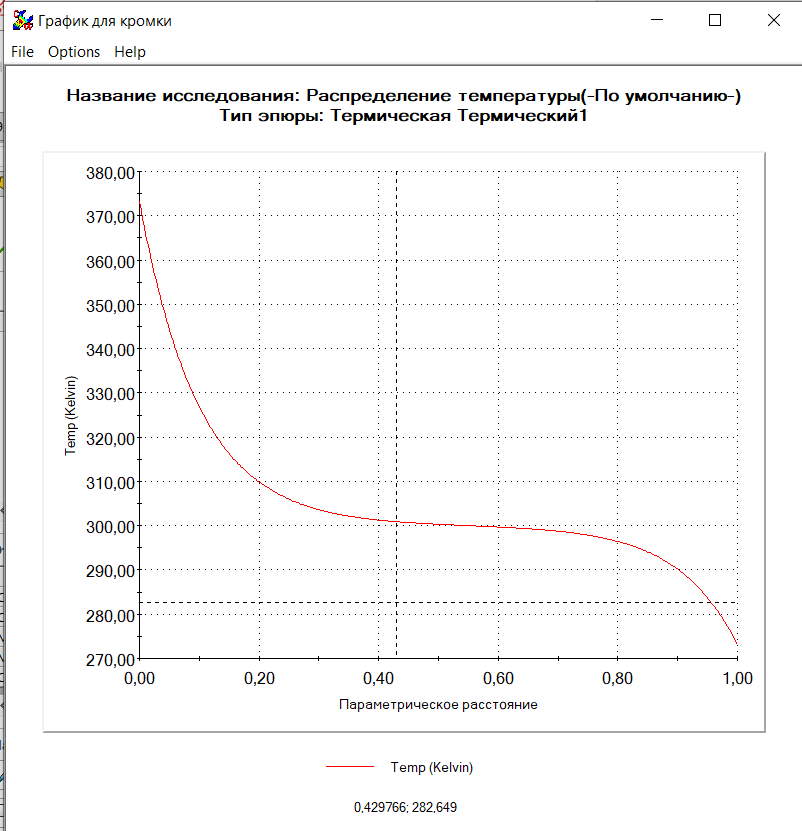 График для кромки
File Options Help
Название исследования: Распределение температуры(-По умолчанию-)
Тип эпюры: Термическая Термический1
380,00
370,00
360,00
350,00
340,00
330,00
320,00
310,00
300,00
290,00
280,00
270,00
Temp (Kelvin)
0,00 0,20 0,40 0,60 0,80 1,00
Параметрическое расстояние
Temp (Kelvin)
0,429766; 282,649